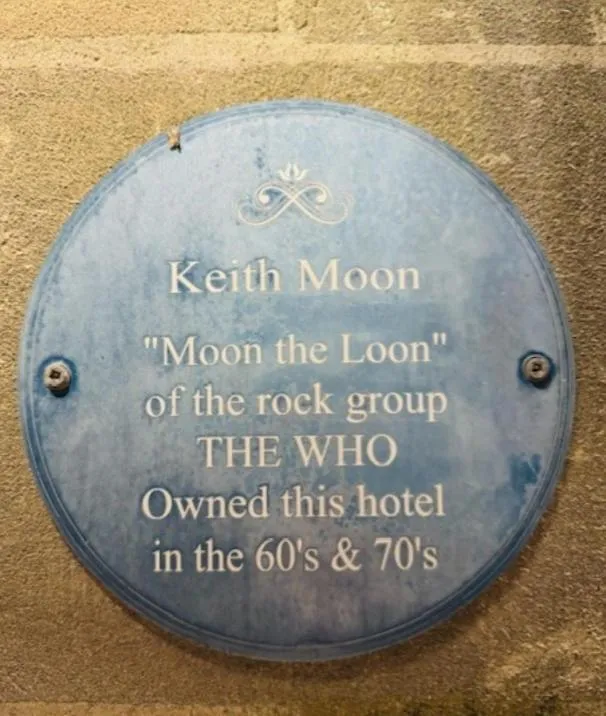 Keith Moon
"Moon the Loon"
of the rock group
THE WHO
Owned this hotel
in the 60's & 70's